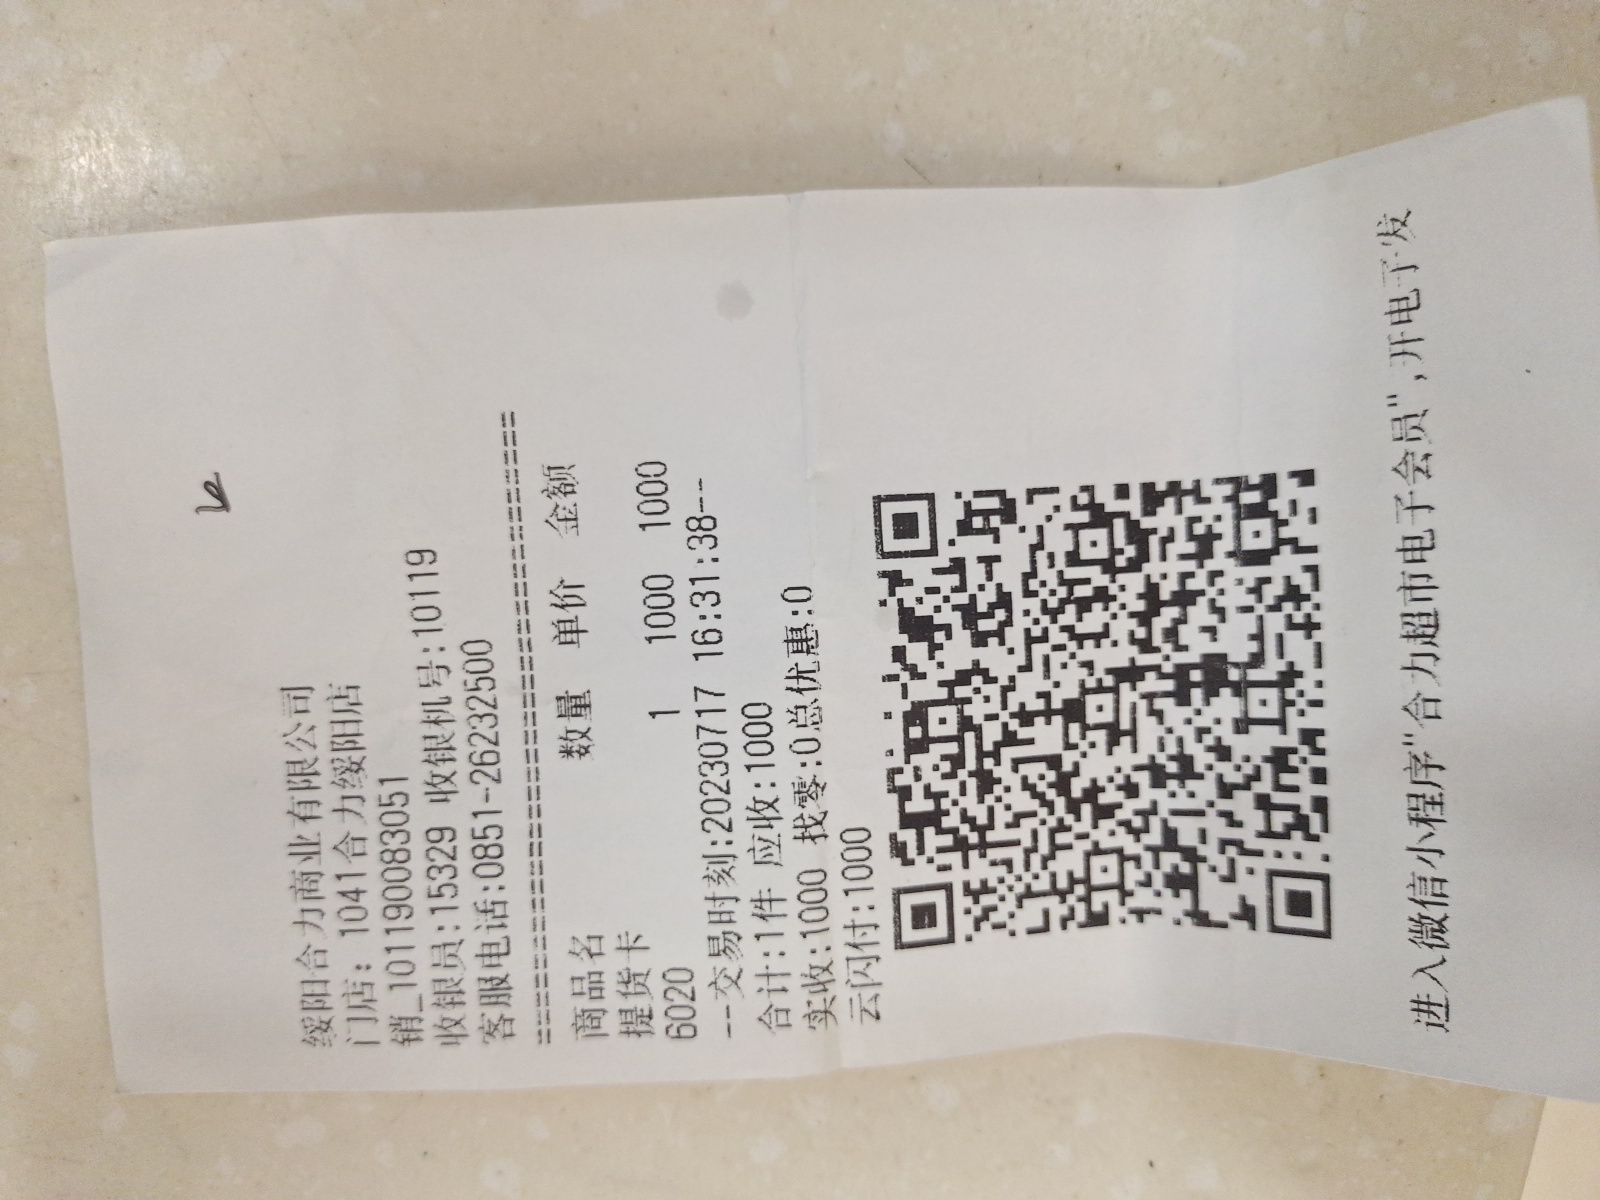 绥阳合力商业有限公司
门店: 1041合力绥阳店
销_1011900083051
收银员:15329 收银机号:10119
客服电话:0851-26232500
================================
商品名 数量 单价 金额
提货卡
6020 1 1000 1000
--交易时刻:20230717 16:31:38--
合计:1件 应收:1000
实收:1000 找零:0总优惠:0
云闪付:1000
进入微信小程序"合力超市电子会员",开电子发